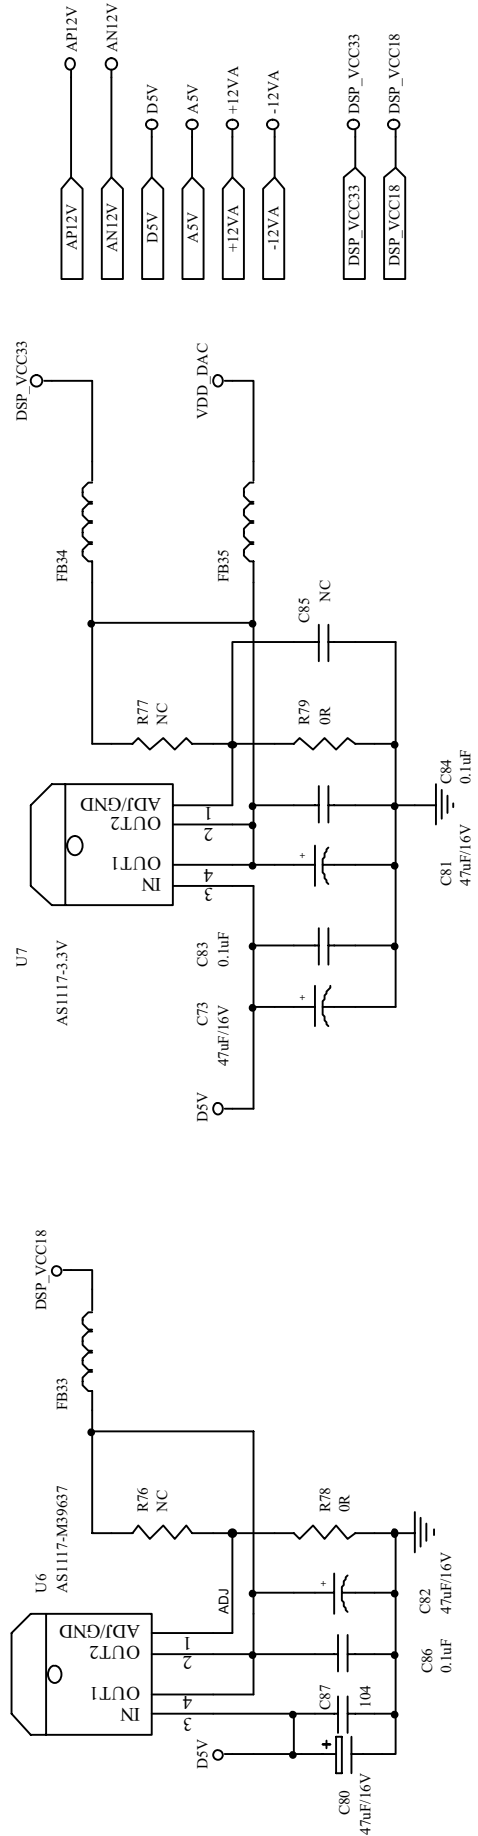 U6
AS1117-M39637
IN
OUT1
OUT2
ADJ/GND
3
4
2
1
ADJ
D5V
R76
NC
R78
0R
FB33
DSP_VCC18
C80
47uF/16V
C87
104
C86
0.1uF
C82
47uF/16V
U7
AS1117-3.3V
IN
OUT1
OUT2
ADJ/GND
3
4
2
1
D5V
C73
47uF/16V
C83
0.1uF
C81
47uF/16V
C84
0.1uF
R77
NC
R79
0R
C85
NC
FB34
FB35
DSP_VCC33
VDD_DAC
AP12V
AP12V
AN12V
AN12V
D5V
D5V
A5V
A5V
+12VA
+12VA
-12VA
-12VA
DSP_VCC33
DSP_VCC33
DSP_VCC18
DSP_VCC18